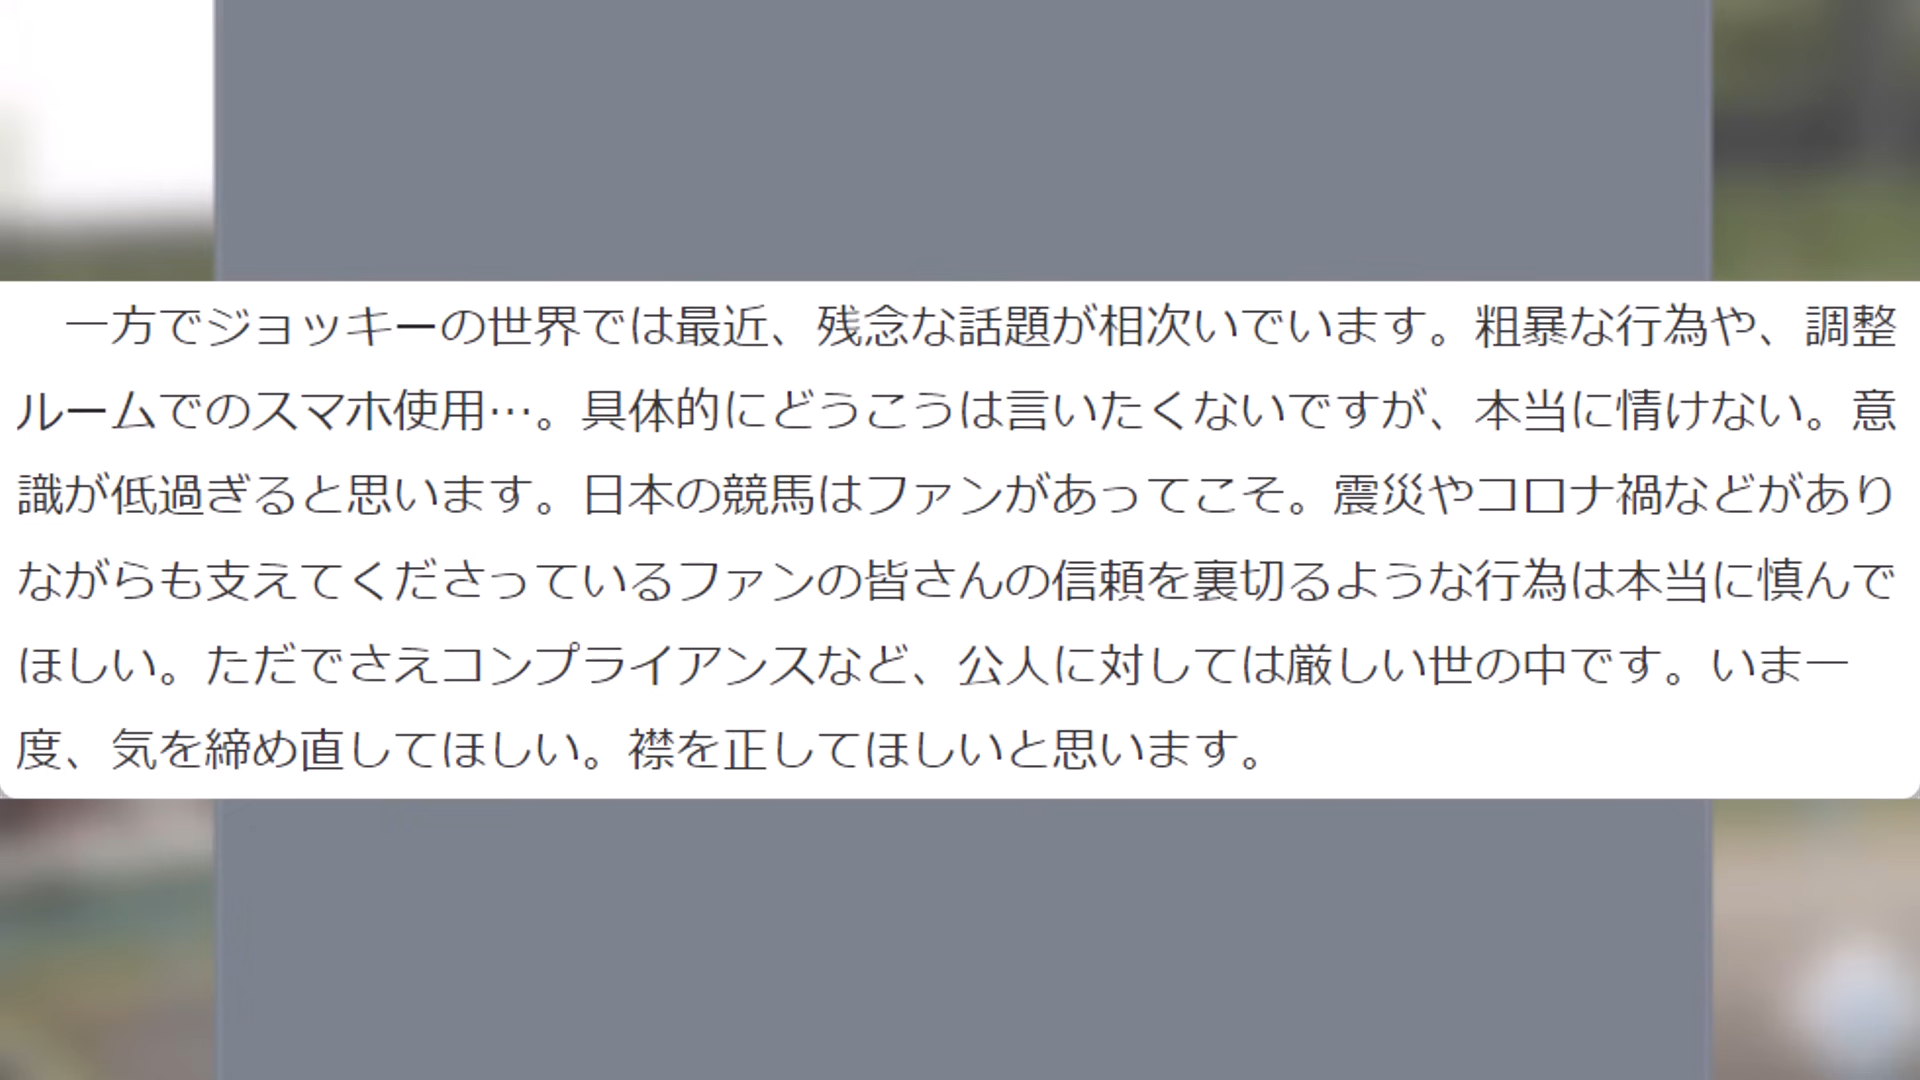 一方でジョッキーの世界では最近、残念な話題が相次いでいます。粗暴な行為や、調整
ルームでのスマホ使用…。具体的にどうこうは言いたくないですが、本当に情けない。意
識が低過ぎると思います。日本の競馬はファンがあってこそ。震災やコロナ禍などがあり
ながらも支えてくださっているファンの皆さんの信頼を裏切るような行為は本当に慎んで
ほしい。ただでさえコンプライアンスなど、公人に対しては厳しい世の中です。いま一
度、気を締め直してほしい。襟を正してほしいと思います。